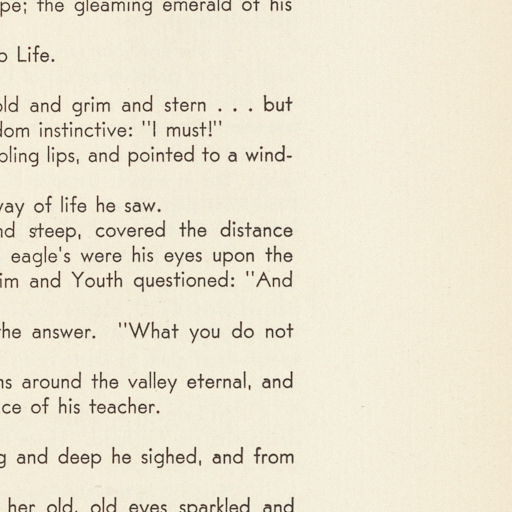 pe; the gleaming emerald of his
o Life.
old and grim and stern . . . but
dom instinctive: "I must!"
bling lips, and pointed to a wind-
way of life he saw.
nd steep, covered the distance
eagle's were his eyes upon the
im and Youth questioned: "And
the answer. "What you do not
ns around the valley eternal, and
ce of his teacher.
g and deep he sighed, and from
her old, old eyes sparkled and